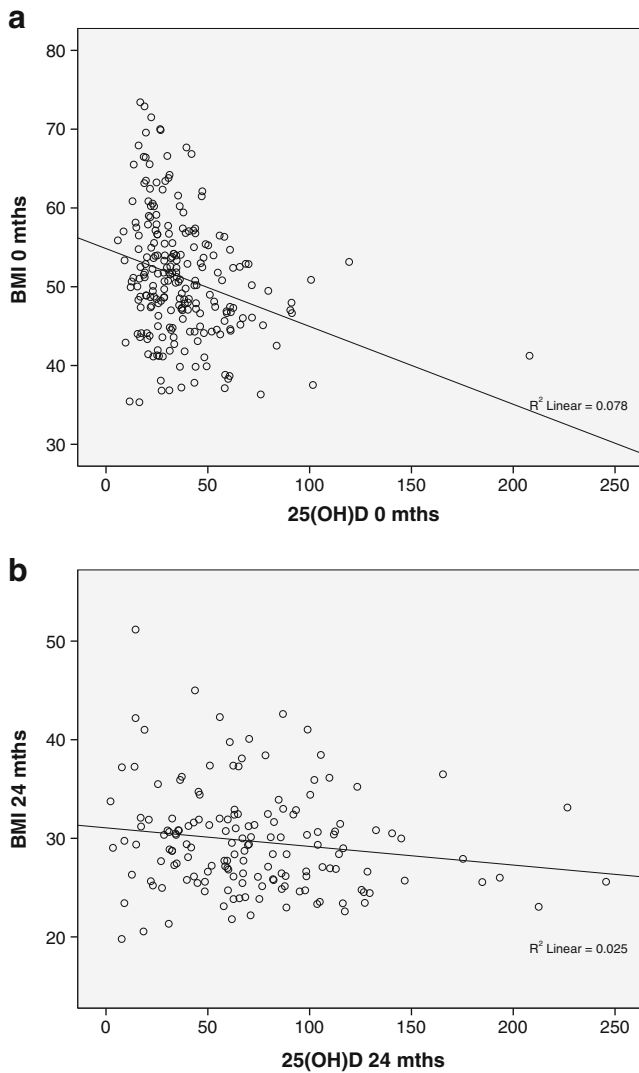 a
80
70
60
50
40
30
BMI 0 mths
R² Linear = 0.078
0 50 100 150 200 250
25(OH)D 0 mths
b
50
40
30
20
BMI 24 mths
R² Linear = 0.025
0 50 100 150 200 250
25(OH)D 24 mths